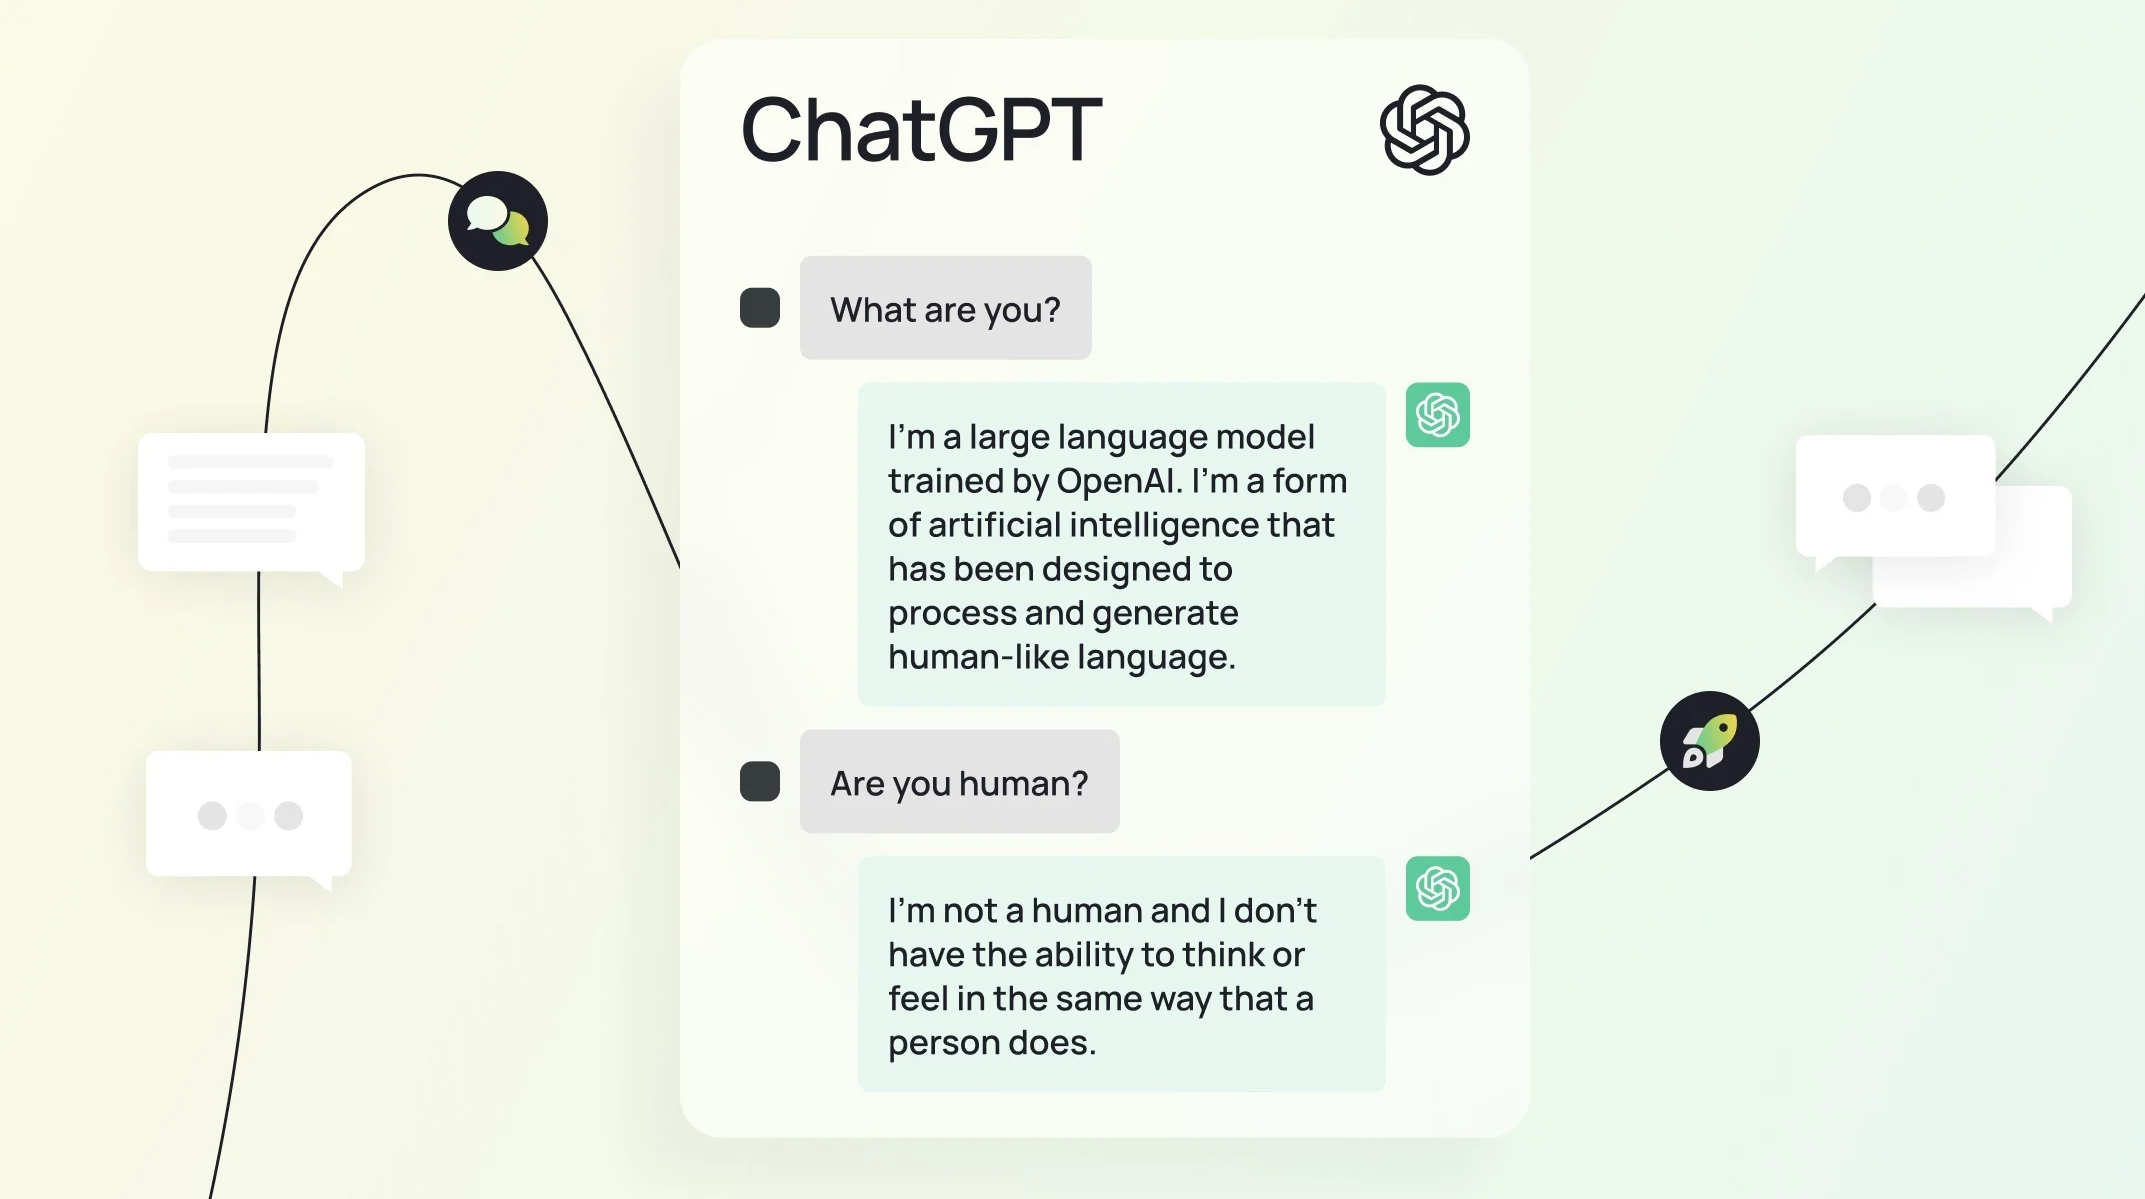 ChatGPT
What are you?
I’m a large language model
trained by OpenAI. I’m a form
of artificial intelligence that
has been designed to
process and generate
human-like language.
Are you human?
I’m not a human and I don’t
have the ability to think or
feel in the same way that a
person does.